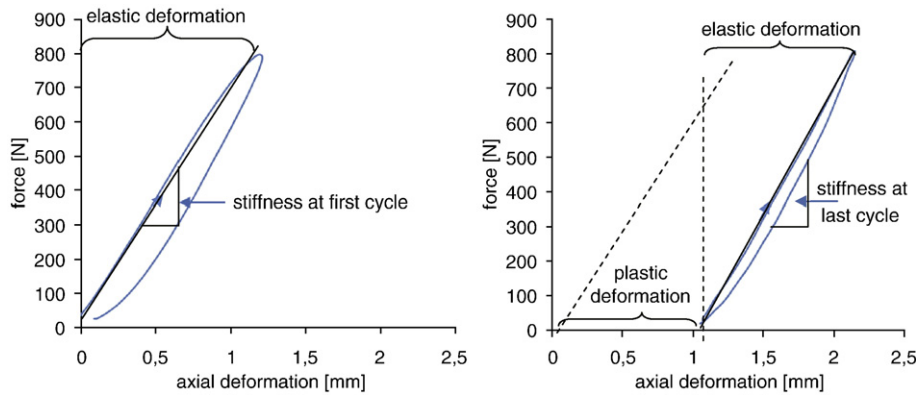 elastic deformation
900
800
700
600
500
400
300
200
100
0
force [N]
stiffness at first cycle
0 0,5 1 1,5 2 2,5
axial deformation [mm]
elastic deformation
900
800
700
600
500
400
300
200
100
0
force [N]
stiffness at
last cycle
plastic
deformation
0 0,5 1 1,5 2 2,5
axial deformation [mm]